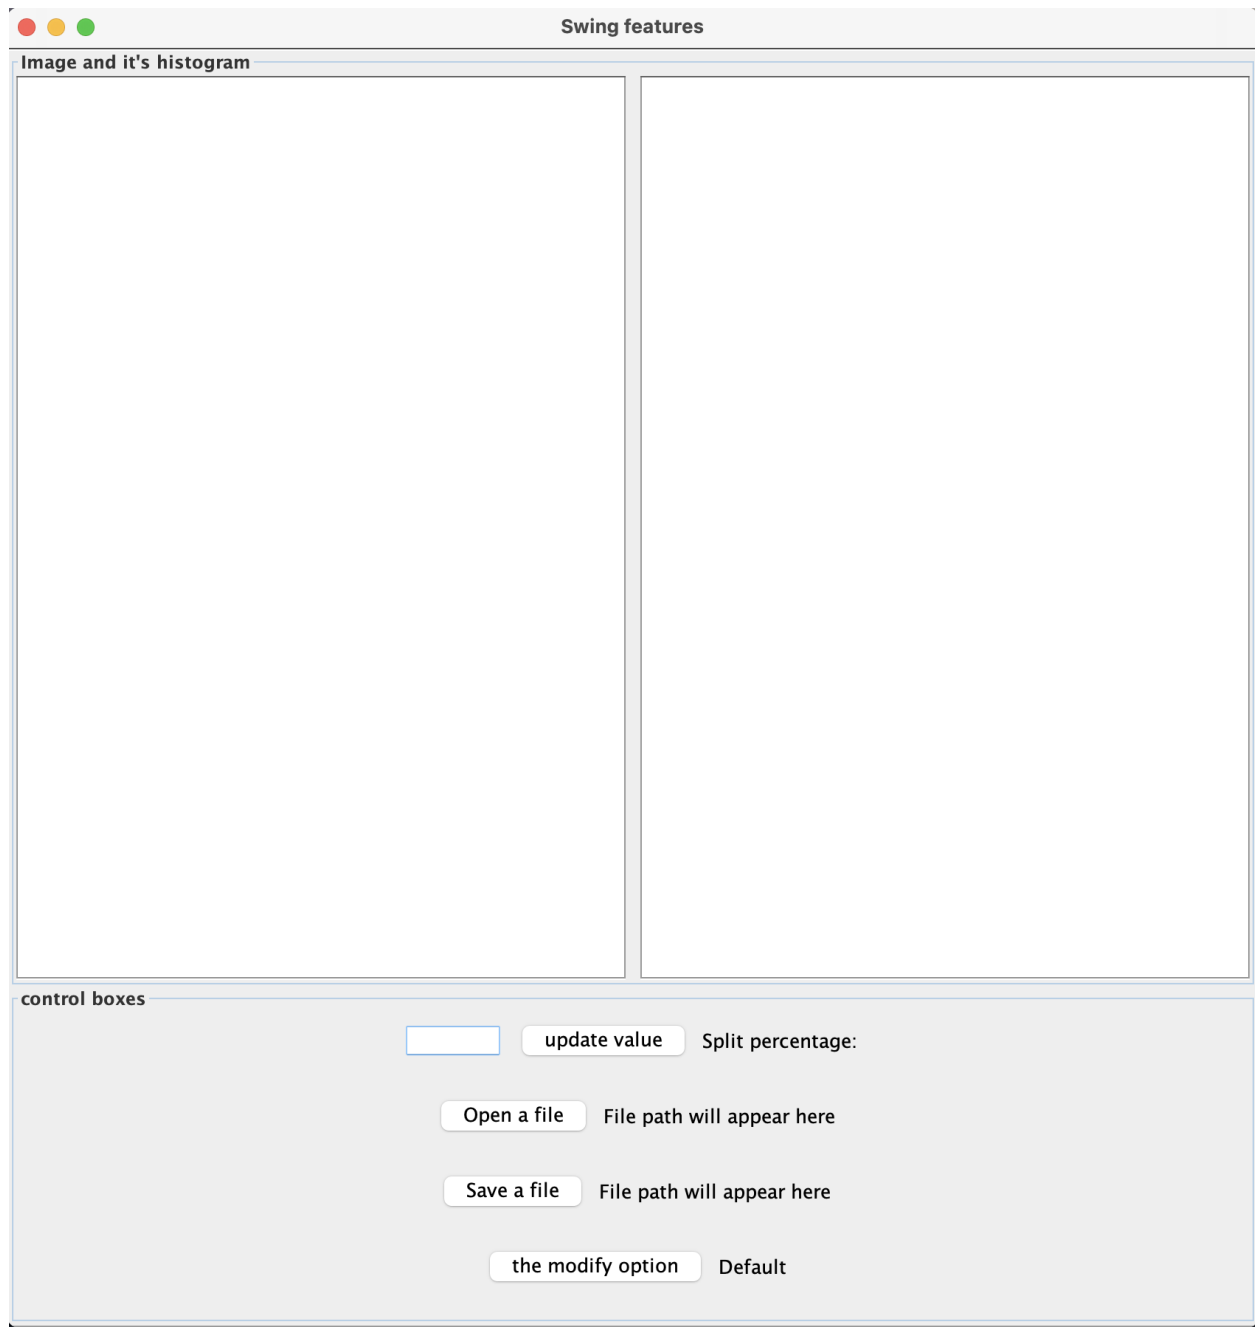 Swing features
Image and it's histogram
control boxes
update value Split percentage:
Open a file File path will appear here
Save a file File path will appear here
the modify option Default